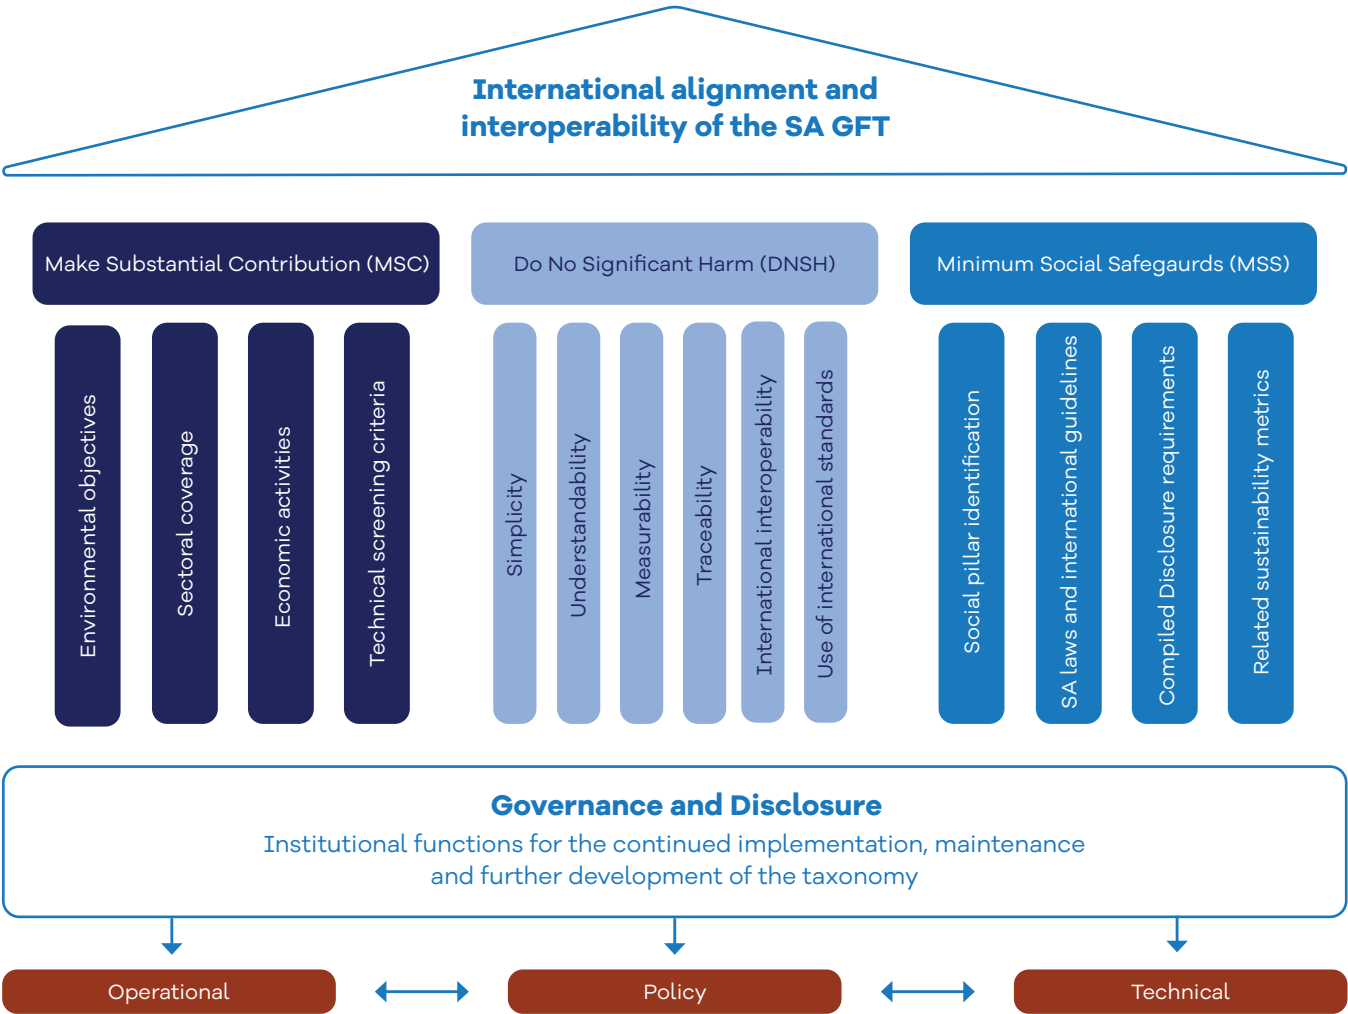 International alignment and
interoperability of the SA GFT
Make Substantial Contribution (MSC)
Environmental objectives
Sectoral coverage
Economic activities
Technical screening criteria
Do No Significant Harm (DNSH)
Simplicity
Understandability
Measurability
Traceability
International interoperability
Use of international standards
Minimum Social Safegaurds (MSS)
Social pillar identification
SA laws and international guidelines
Compiled Disclosure requirements
Related sustainability metrics
Governance and Disclosure
Institutional functions for the continued implementation, maintenance
and further development of the taxonomy
Operational
Policy
Technical